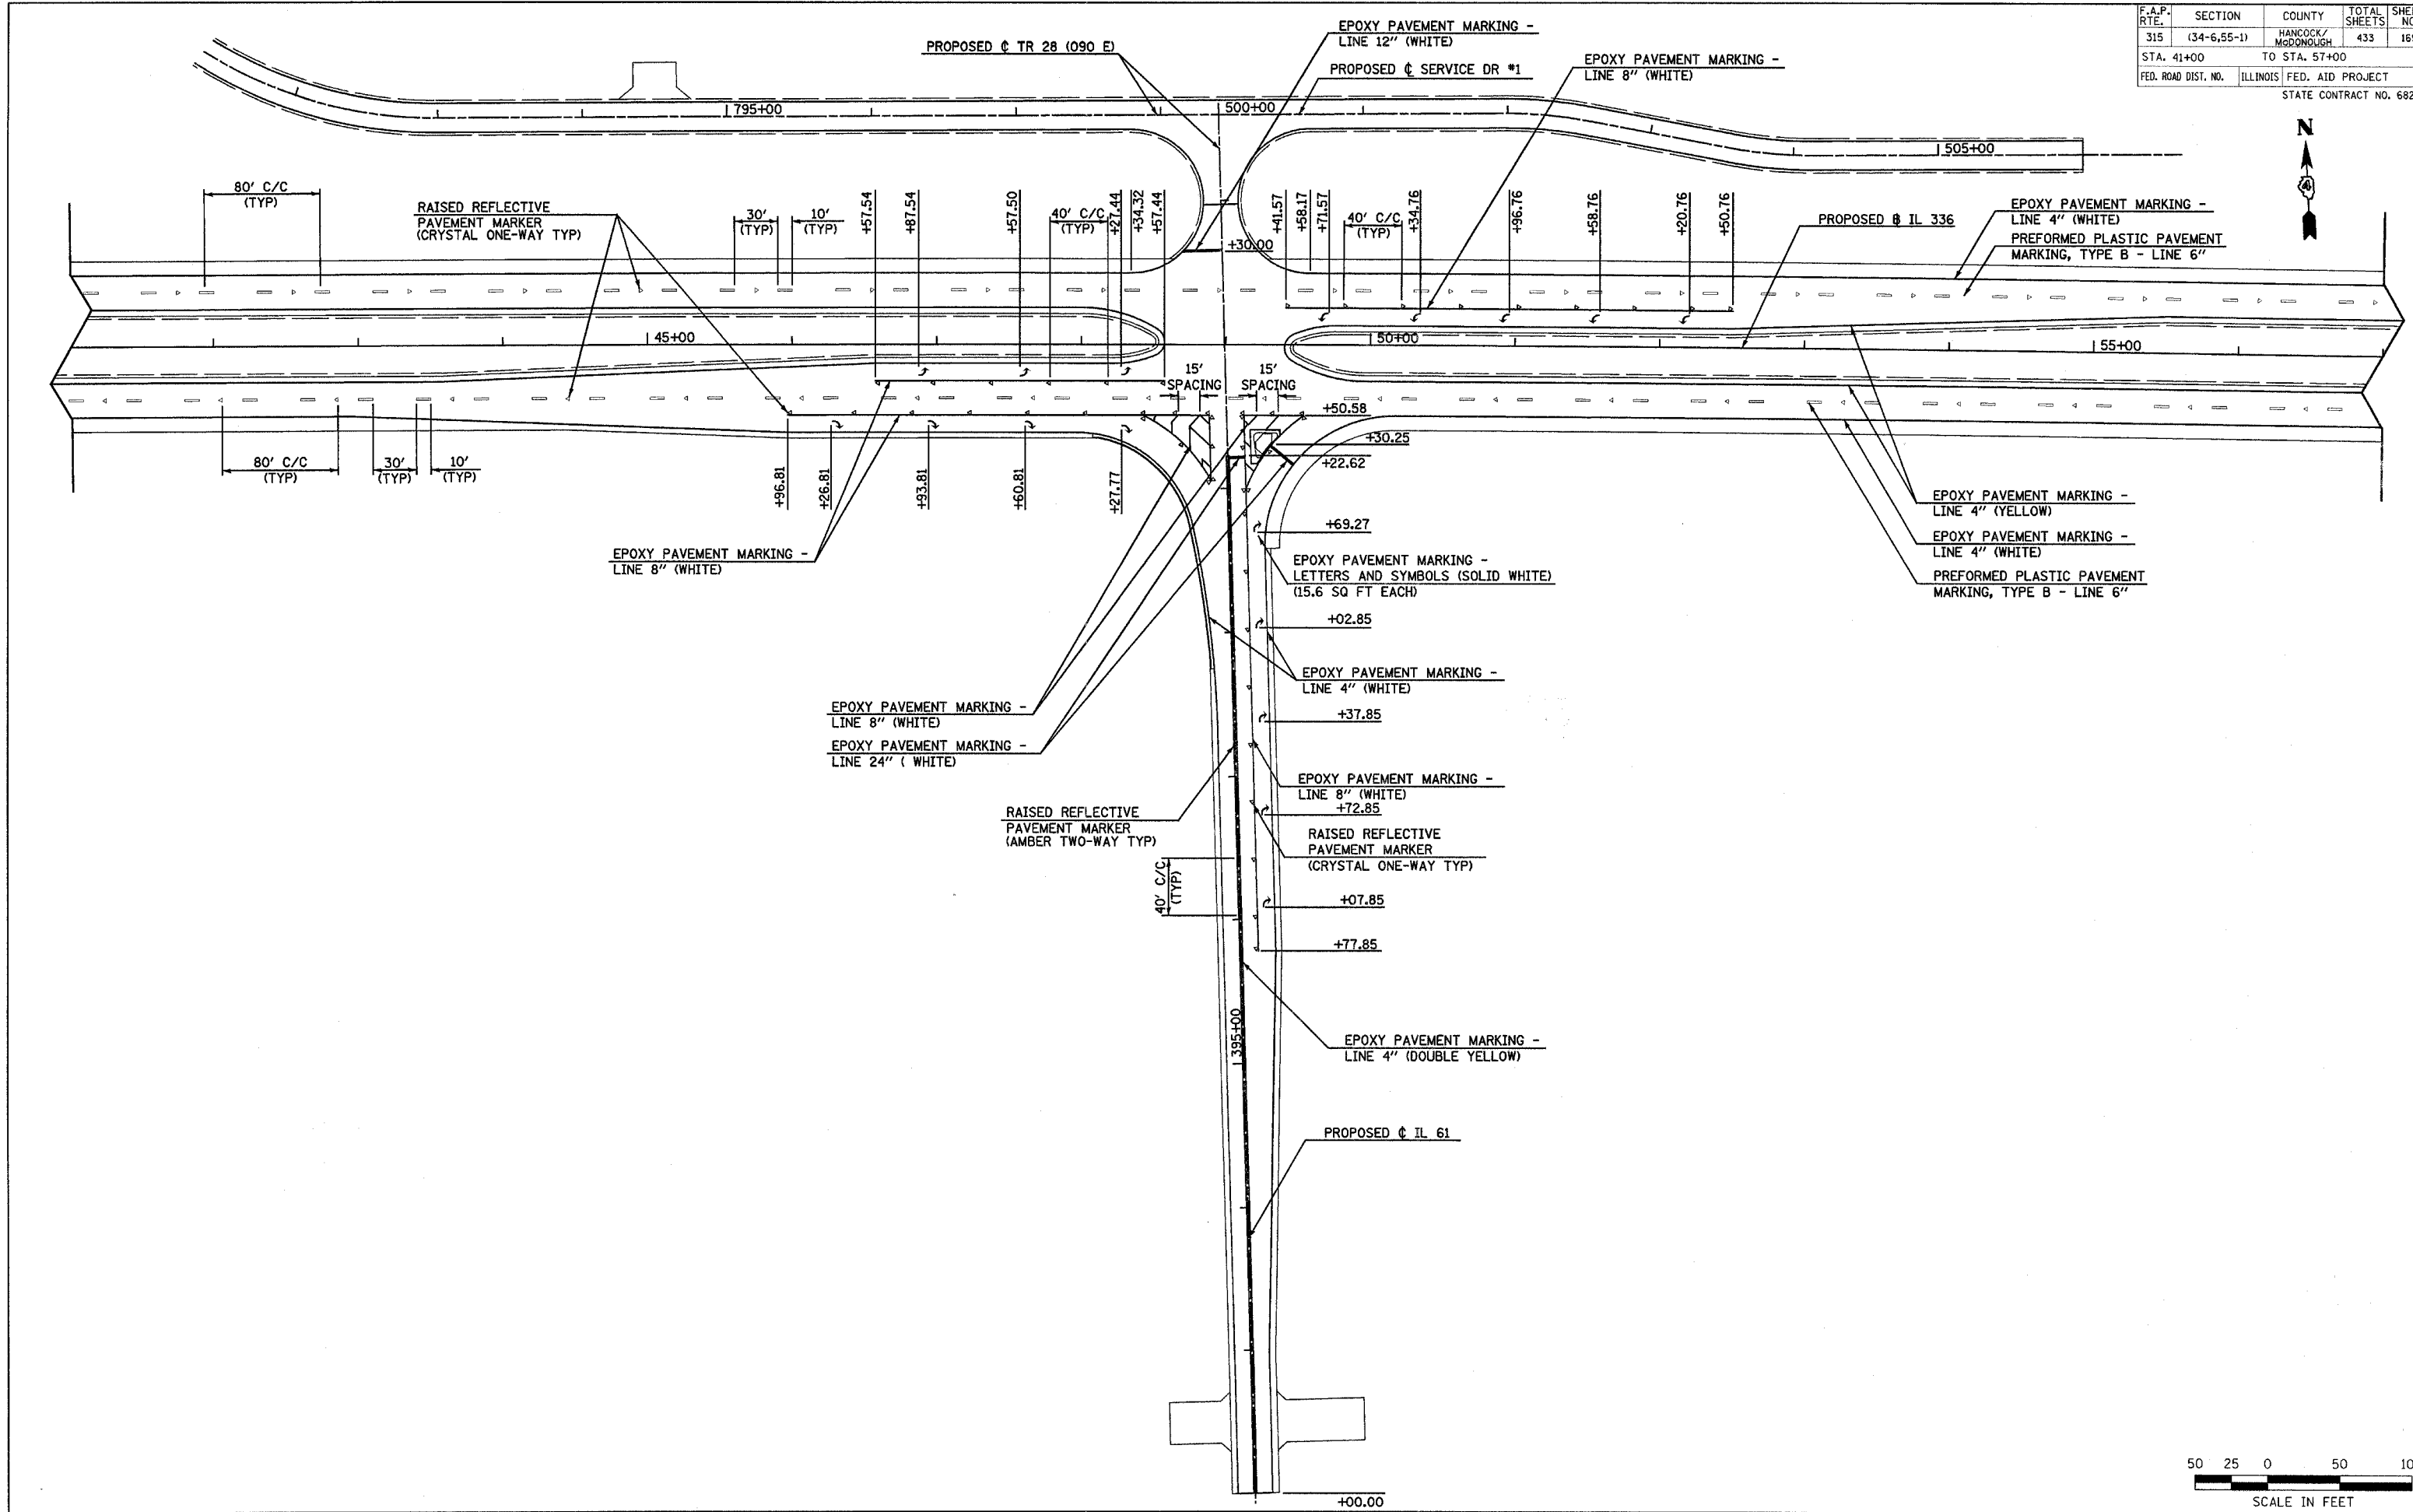 F.A.P. RTE. SECTION COUNTY TOTAL SHEETS
315 (34-6,55-1) HANCOCK/ McDONOUGH 433
STA. 41+00 TO STA. 57+00
FED. ROAD DIST. NO. ILLINOIS FED. AID PROJECT
STATE CONTRACT NO. 682
N
4
EPOXY PAVEMENT MARKING -
LINE 12" (WHITE)
PROPOSED ℄ TR 28 (090 E)
PROPOSED ℄ SERVICE DR #1
EPOXY PAVEMENT MARKING -
LINE 8" (WHITE)
795+00
500+00
505+00
80' C/C
(TYP)
RAISED REFLECTIVE
PAVEMENT MARKER
(CRYSTAL ONE-WAY TYP)
30'
(TYP)
10'
(TYP)
+57.54
+87.54
+57.50
40' C/C
(TYP)
+27.44
+34.32
+57.44
+30.00
+41.57
+58.17
+71.57
40' C/C
(TYP)
+34.76
+96.76
+58.76
+20.76
+50.76
PROPOSED B IL 336
EPOXY PAVEMENT MARKING -
LINE 4" (WHITE)
PREFORMED PLASTIC PAVEMENT
MARKING, TYPE B - LINE 6"
45+00
50+00
55+00
15'
SPACING
15'
SPACING
+50.58
+30.25
+22.62
80' C/C
(TYP)
30'
(TYP)
10'
(TYP)
+96.81
+26.81
+93.81
+60.81
+27.77
EPOXY PAVEMENT MARKING -
LINE 8" (WHITE)
+69.27
EPOXY PAVEMENT MARKING -
LETTERS AND SYMBOLS (SOLID WHITE)
(15.6 SQ FT EACH)
EPOXY PAVEMENT MARKING -
LINE 4" (YELLOW)
EPOXY PAVEMENT MARKING -
LINE 4" (WHITE)
PREFORMED PLASTIC PAVEMENT
MARKING, TYPE B - LINE 6"
+02.85
EPOXY PAVEMENT MARKING -
LINE 4" (WHITE)
EPOXY PAVEMENT MARKING -
LINE 8" (WHITE)
+37.85
EPOXY PAVEMENT MARKING -
LINE 24" ( WHITE)
EPOXY PAVEMENT MARKING -
LINE 8" (WHITE)
+72.85
RAISED REFLECTIVE
PAVEMENT MARKER
(AMBER TWO-WAY TYP)
RAISED REFLECTIVE
PAVEMENT MARKER
(CRYSTAL ONE-WAY TYP)
40' C/C
(TYP)
+07.85
+77.85
395+00
EPOXY PAVEMENT MARKING -
LINE 4" (DOUBLE YELLOW)
PROPOSED ℄ IL 61
+00.00
50 25 0 50 10
SCALE IN FEET